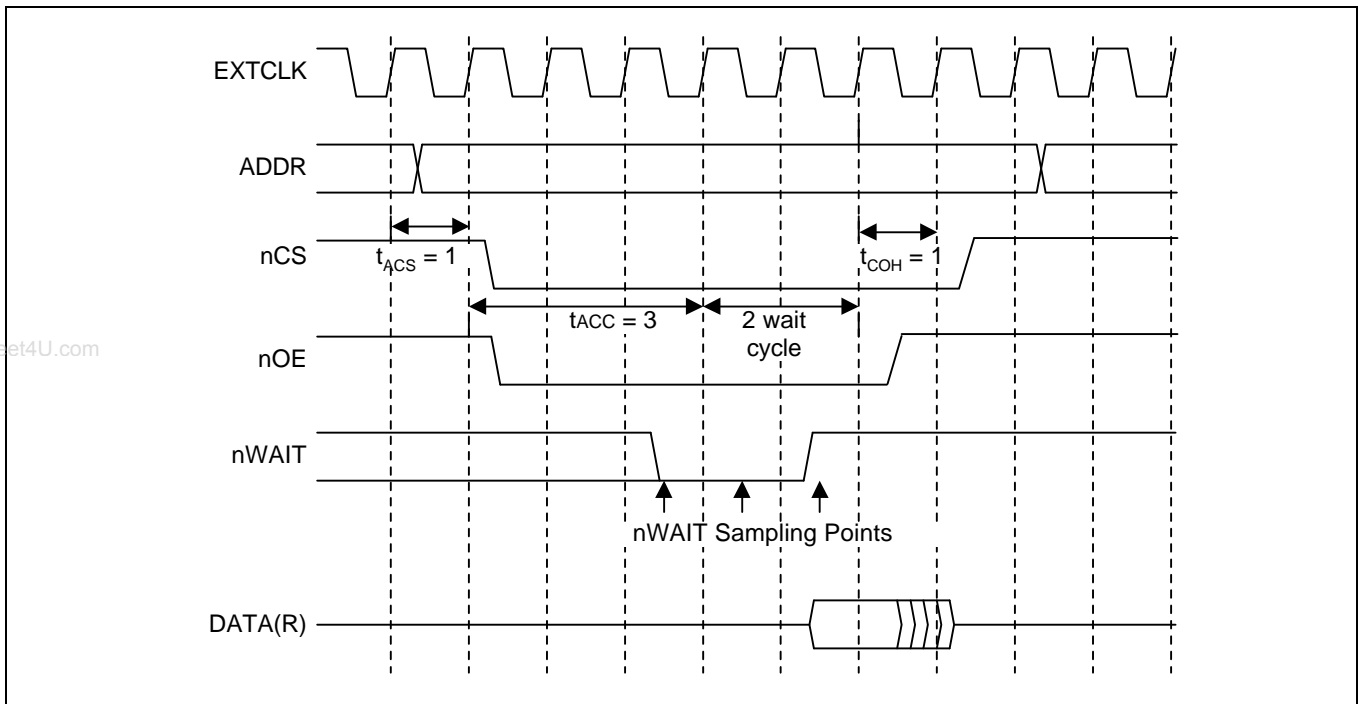 EXTCLK
ADDR
nCS
tACS = 1
tCOH = 1
tACC = 3
2 wait
cycle
eet4U.com
nOE
nWAIT
nWAIT Sampling Points
DATA(R)